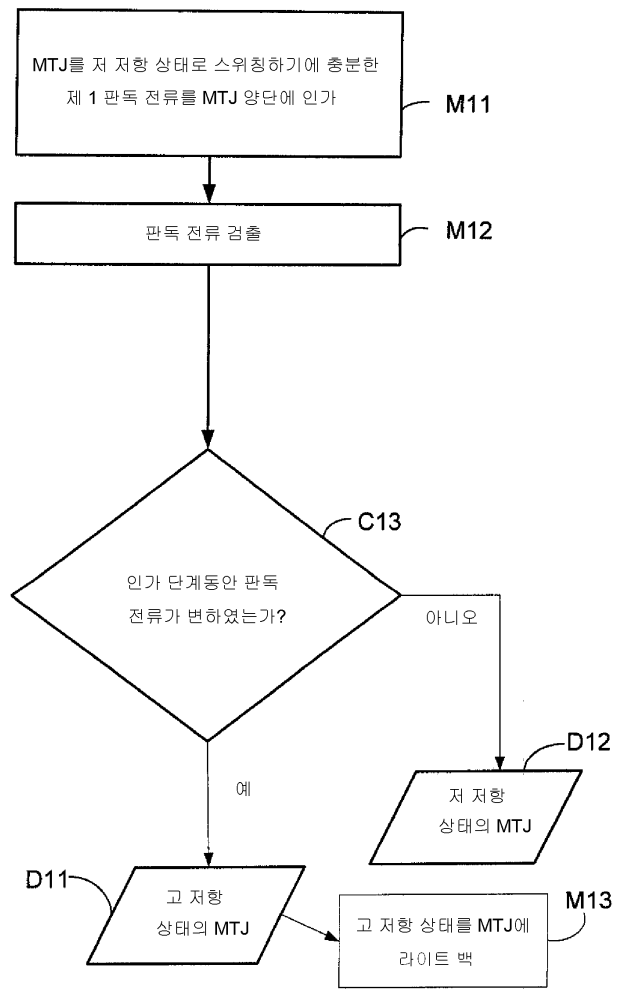 MTJ를 저 저항 상태로 스위칭하기에 충분한
제 1 판독 전류를 MTJ 양단에 인가
M11
판독 전류 검출
M12
C13
인가 단계동안 판독
전류가 변하였는가?
아니오
예
D12
저 저항
상태의 MTJ
D11
고 저항
상태의 MTJ
M13
고 저항 상태를 MTJ에
라이트 백